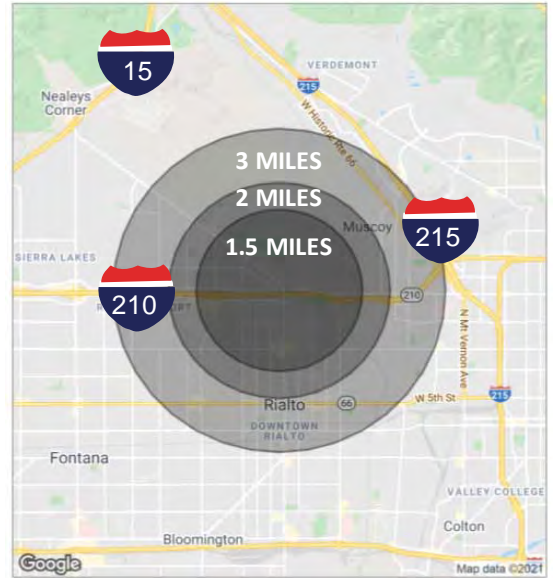 15
VERDEMONT
215
Nealeys
Corner
W Historic Rte 66
3 MILES
2 MILES
Muscoy
1.5 MILES
215
SIERRA LAKES
210
210
N Mt Vernon Ave
Rialto
66
W 5th St
215
DOWNTOWN
RIALTO
Fontana
VALLEY COLLEGE
Colton
Bloomington
Google
Map data ©2021